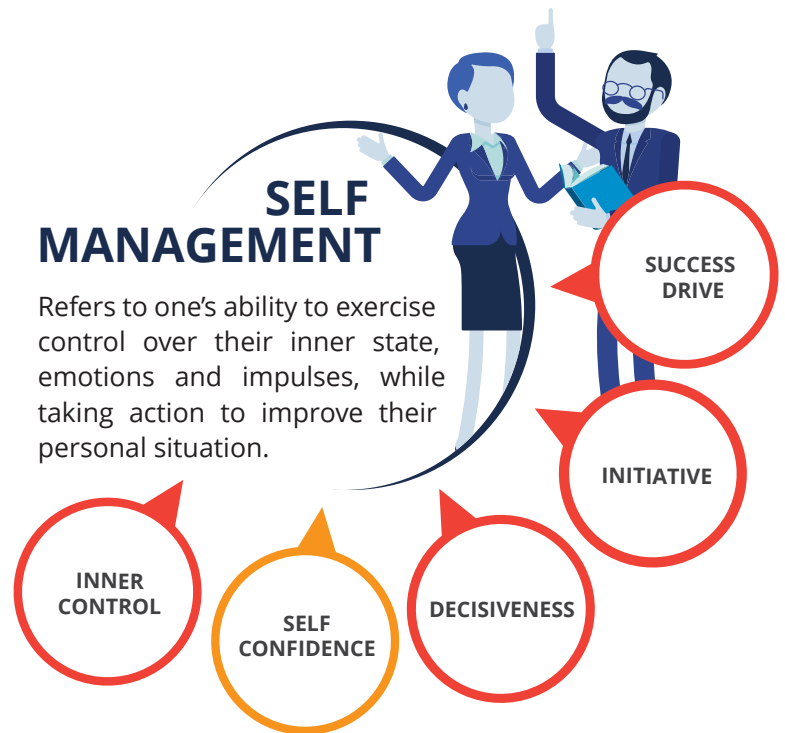 SELF
MANAGEMENT
Refers to one’s ability to exercise
control over their inner state,
emotions and impulses, while
taking action to improve their
personal situation.
SUCCESS
DRIVE
INITIATIVE
DECISIVENESS
SELF
CONFIDENCE
INNER
CONTROL